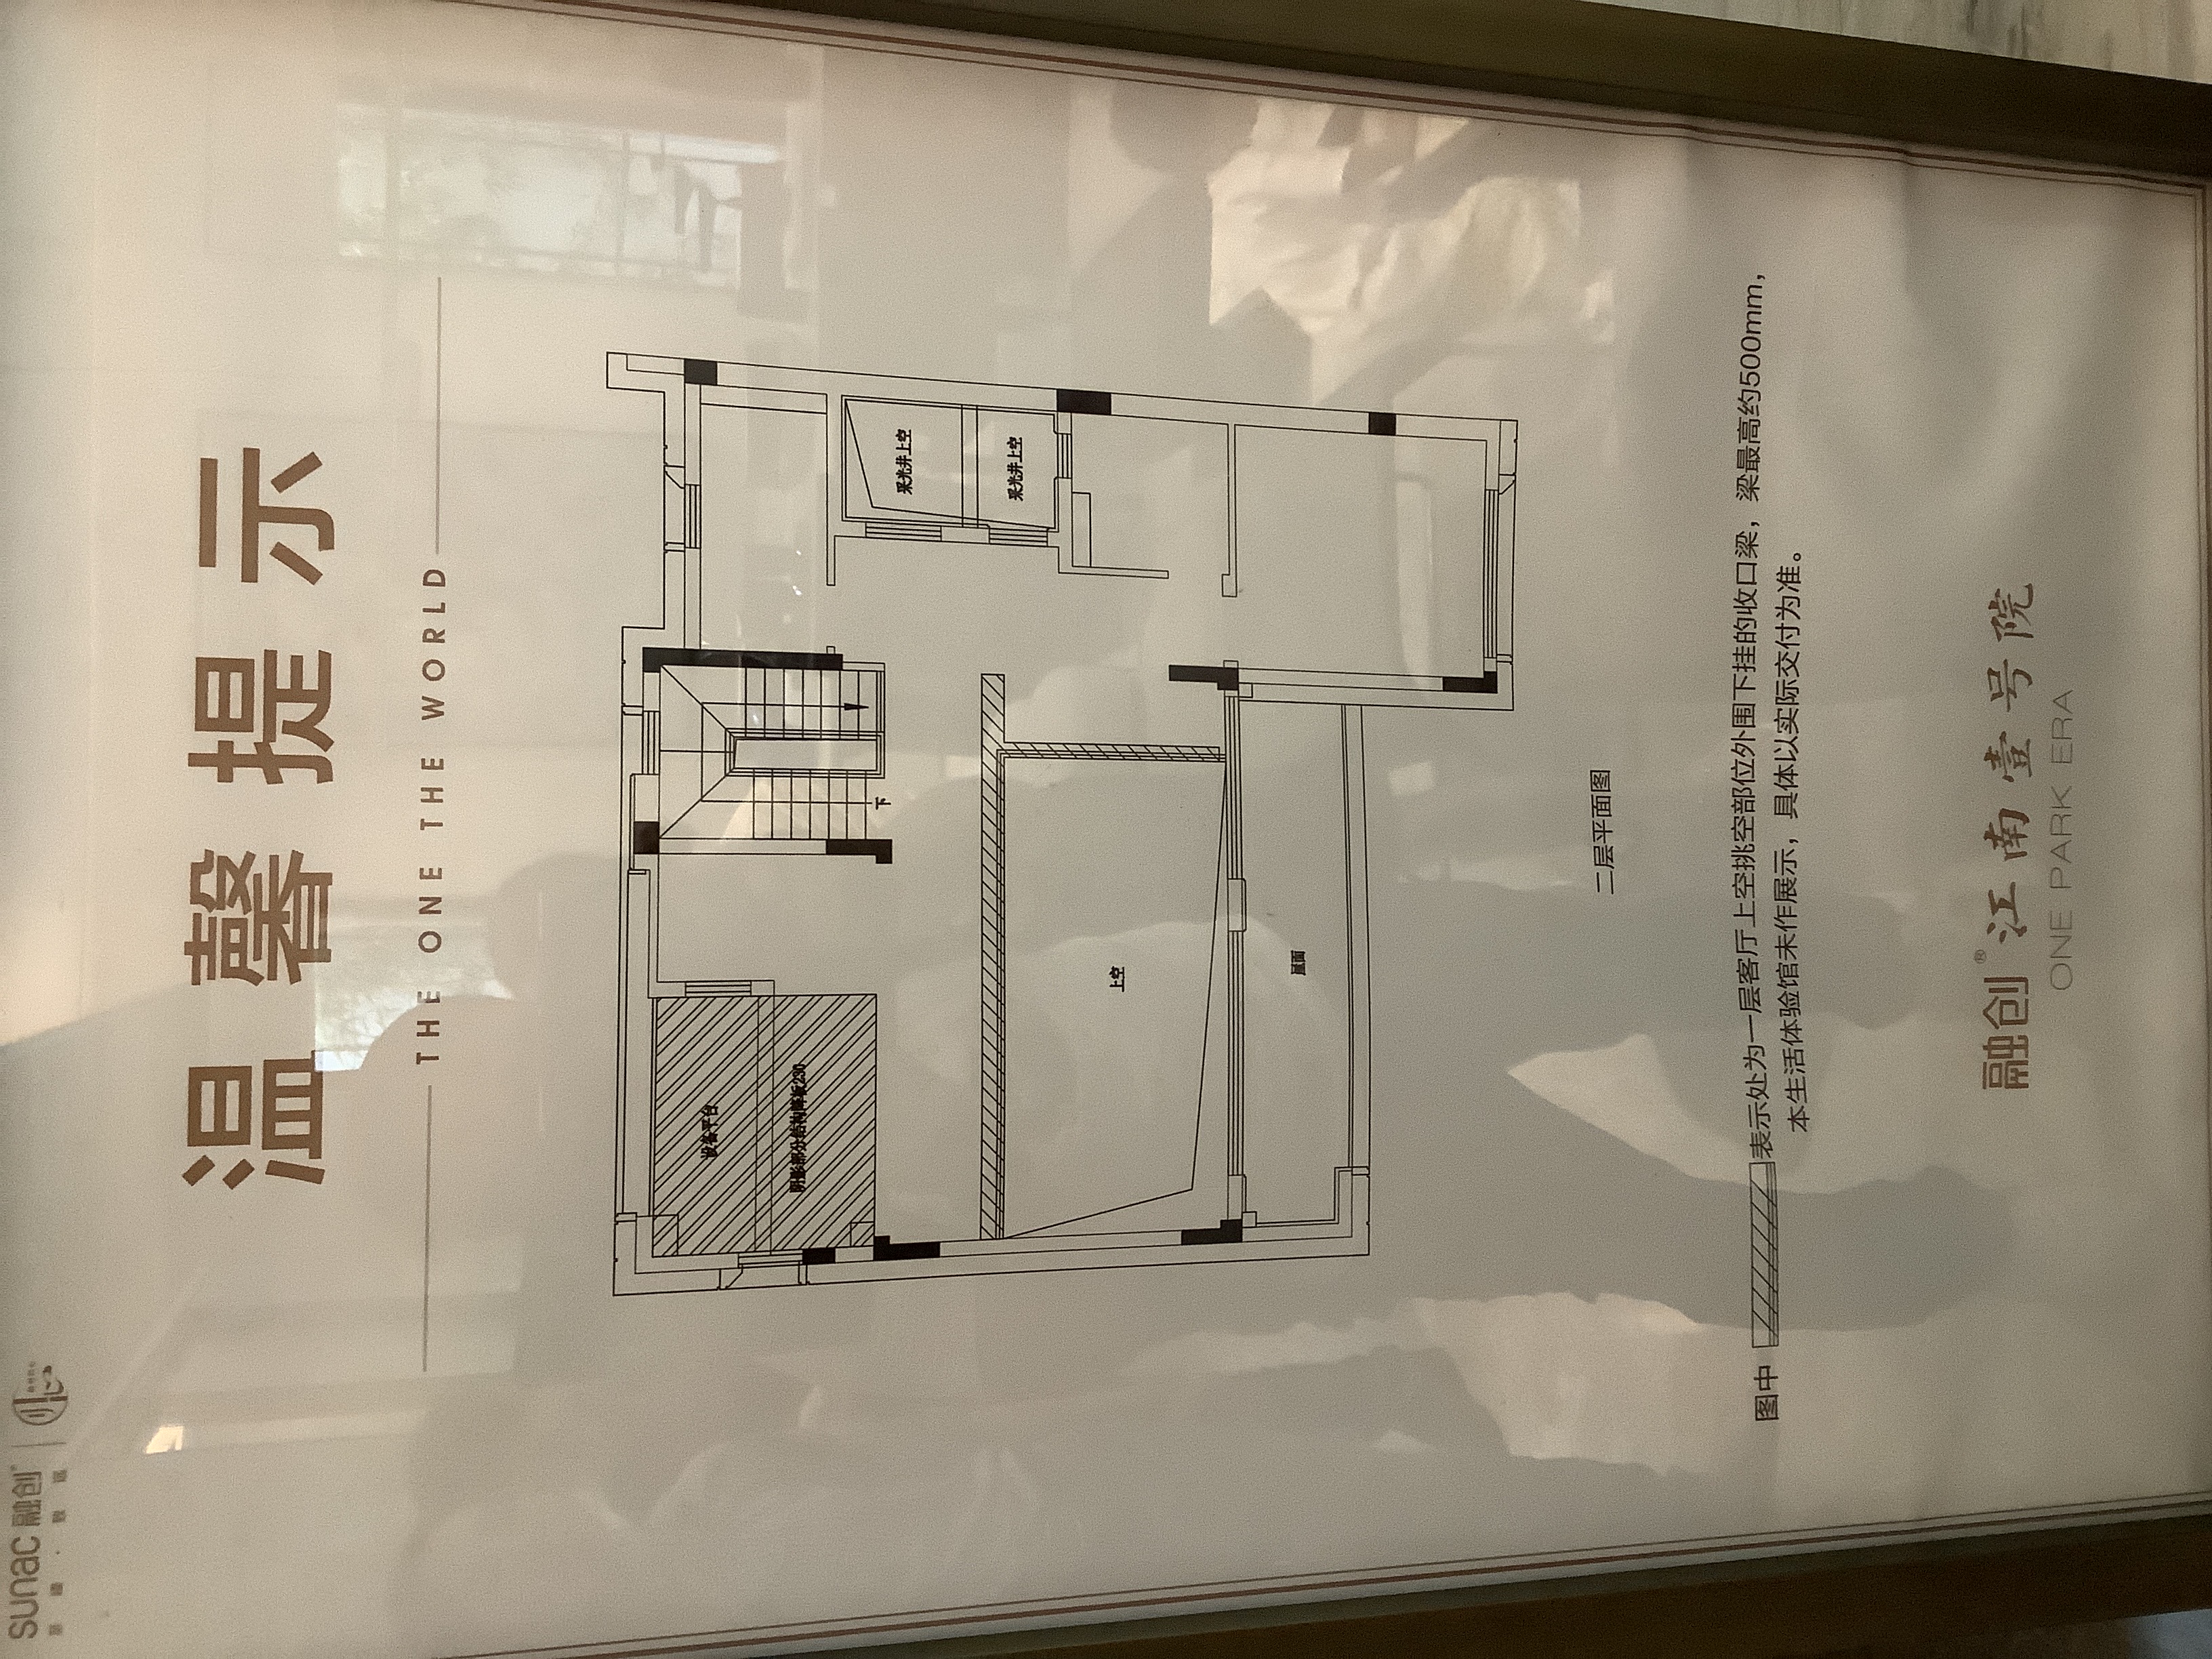 sunac 融创
至臻·致远
温馨提示
THE ONE THE WORLD
设备平台
阴影部分结构降板230
下
采光井上空
采光井上空
上空
屋面
二层平面图
图中表示处为一层客厅上空挑空部位外围下挂的收口梁，梁最高约500mm，
本生活体验馆未作展示，具体以实际交付为准。
融创® 江南壹号院
ONE PARK ERA